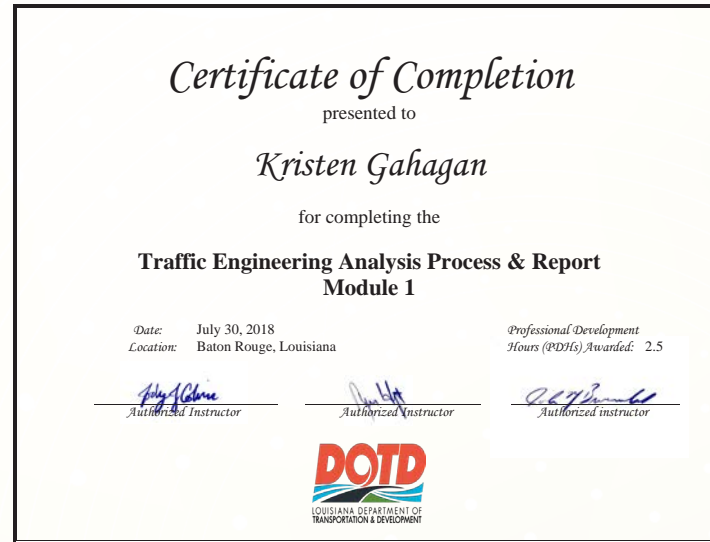 Certificate of Completion
presented to
Kristen Gahagan
for completing the
Traffic Engineering Analysis Process & Report
Module 1
Date: July 30, 2018
Location: Baton Rouge, Louisiana
Professional Development
Hours (PDHs) Awarded: 2.5
Authorized Instructor
Authorized Instructor
Authorized instructor
DOTD
LOUISIANA DEPARTMENT OF
TRANSPORTATION & DEVELOPMENT